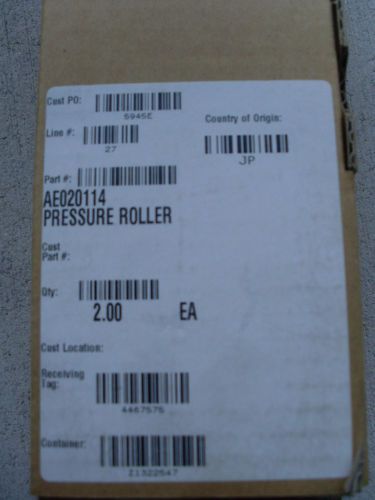 Cust PO:
5945E
Country of Origin:
JP
Line #:
27
Part #:
AE020114
PRESSURE ROLLER
Cust
Part #:
Qty:
2.00 EA
Cust Location:
Receiving
Tag:
4467575
Container:
Z1322547